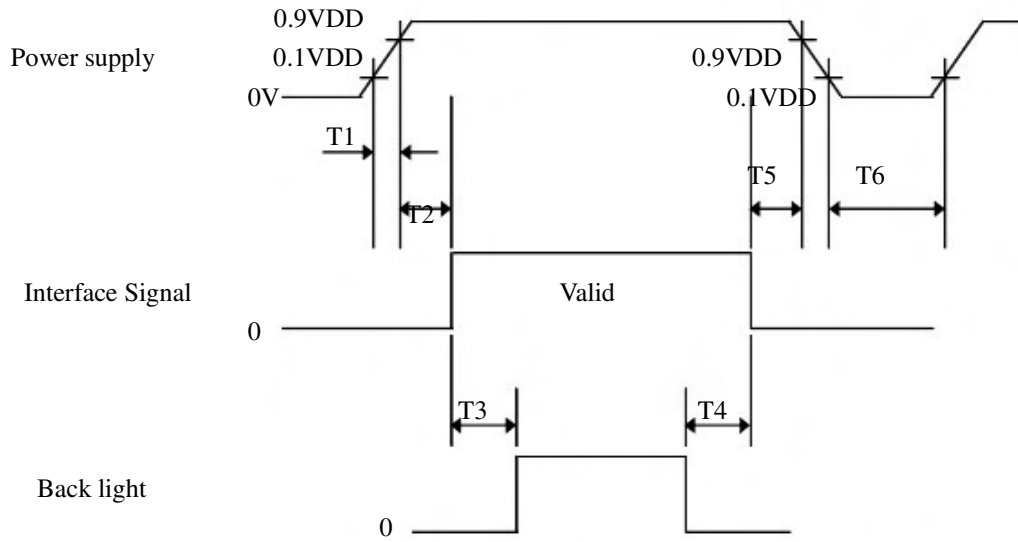 0.9VDD
Power supply
0.1VDD
0.9VDD
0V
0.1VDD
T1
T2
T5
T6
Interface Signal
Valid
0
T3
T4
Back light
0